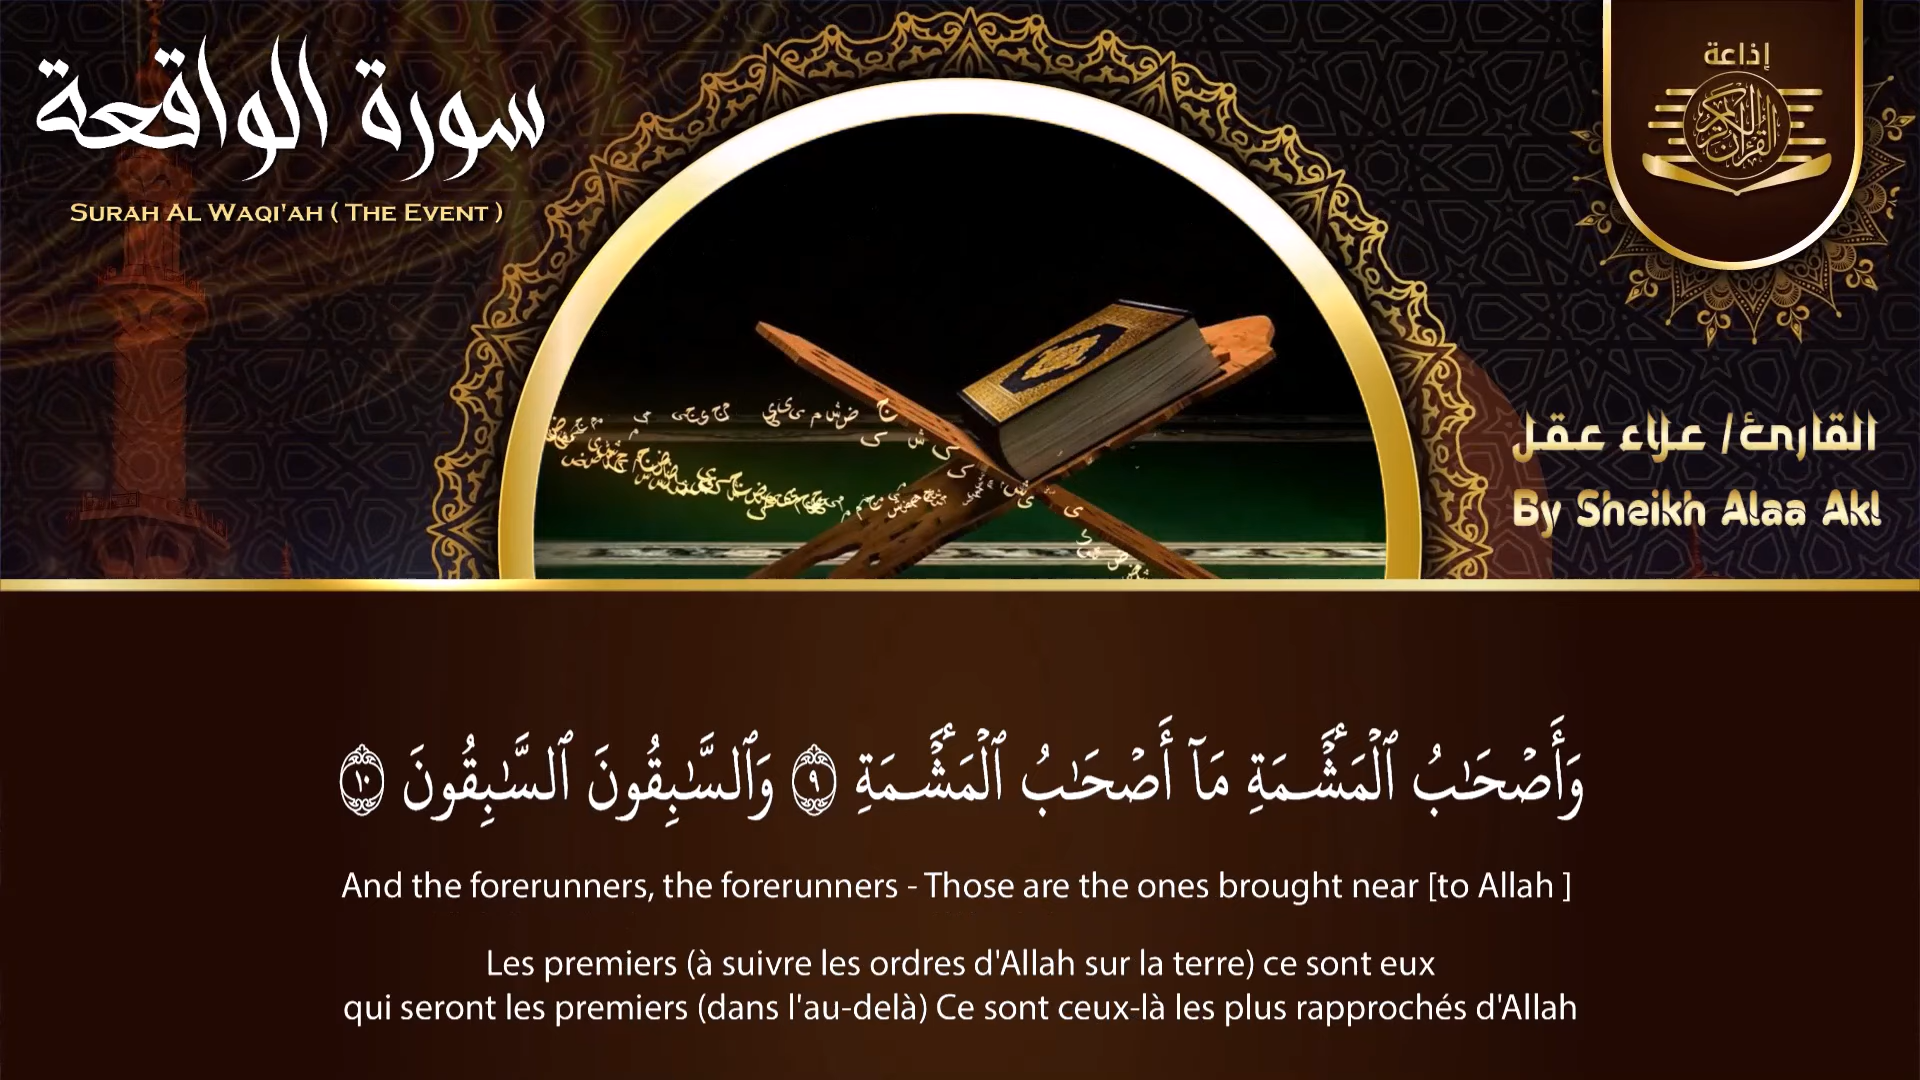 سورة الواقعة
SURAH AL WAQI'AH ( THE EVENT )
إذاعة
القرآن الكريم
القارئ/ علاء عقل
By Sheikh Alaa Akl
وَأَصْحَٰبُ ٱلْمَشْـَٔمَةِ مَآ أَصْحَٰبُ ٱلْمَشْـَٔمَةِ ٩ وَٱلسَّٰبِقُونَ ٱلسَّٰبِقُونَ ١٠
And the forerunners, the forerunners - Those are the ones brought near [to Allah ]
Les premiers (à suivre les ordres d'Allah sur la terre) ce sont eux
qui seront les premiers (dans l'au-delà) Ce sont ceux-là les plus rapprochés d'Allah